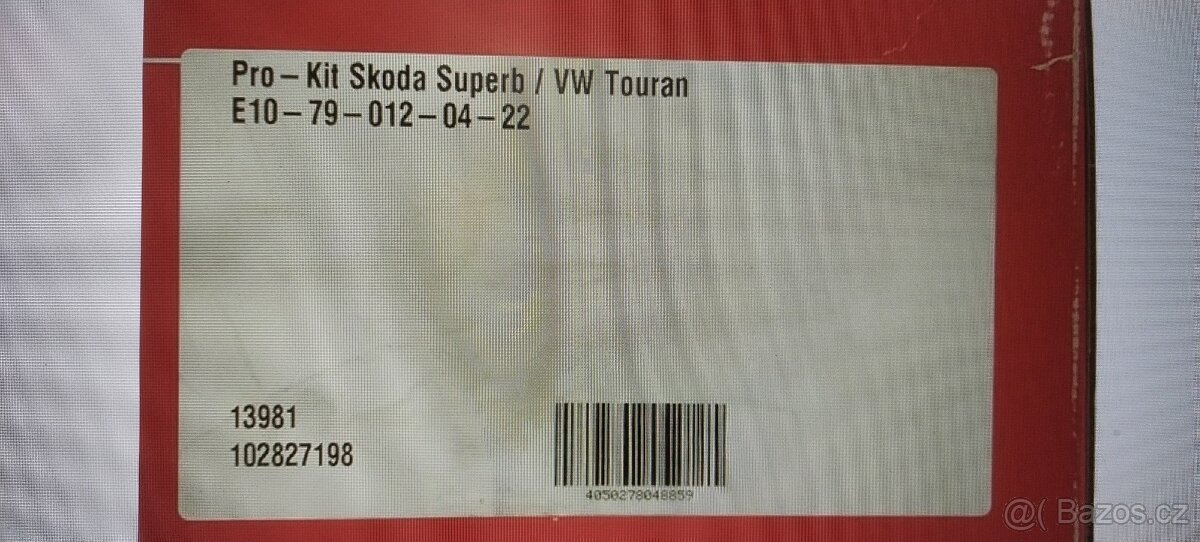 Pro – Kit Skoda Superb / VW Touran
E10 – 79 – 012 – 04 – 22
13981
102827198
4050278048859
@( Bazos.cz